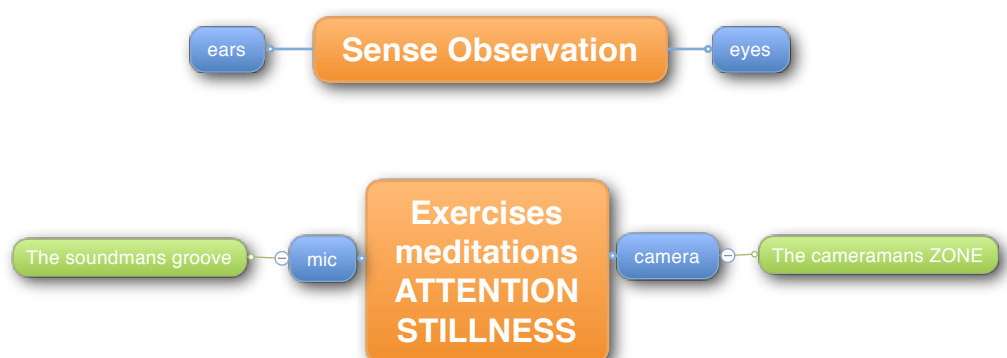 ears
Sense Observation
eyes
The soundmans groove
mic
Exercises
meditations
ATTENTION
STILLNESS
camera
The cameramans ZONE